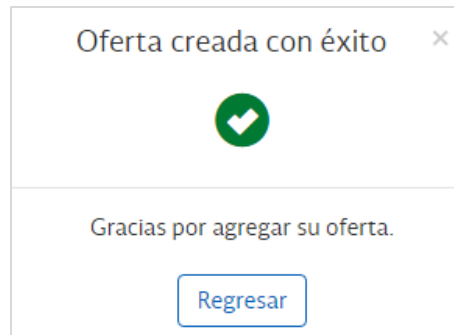 Oferta creada con éxito ×
Gracias por agregar su oferta.
Regresar